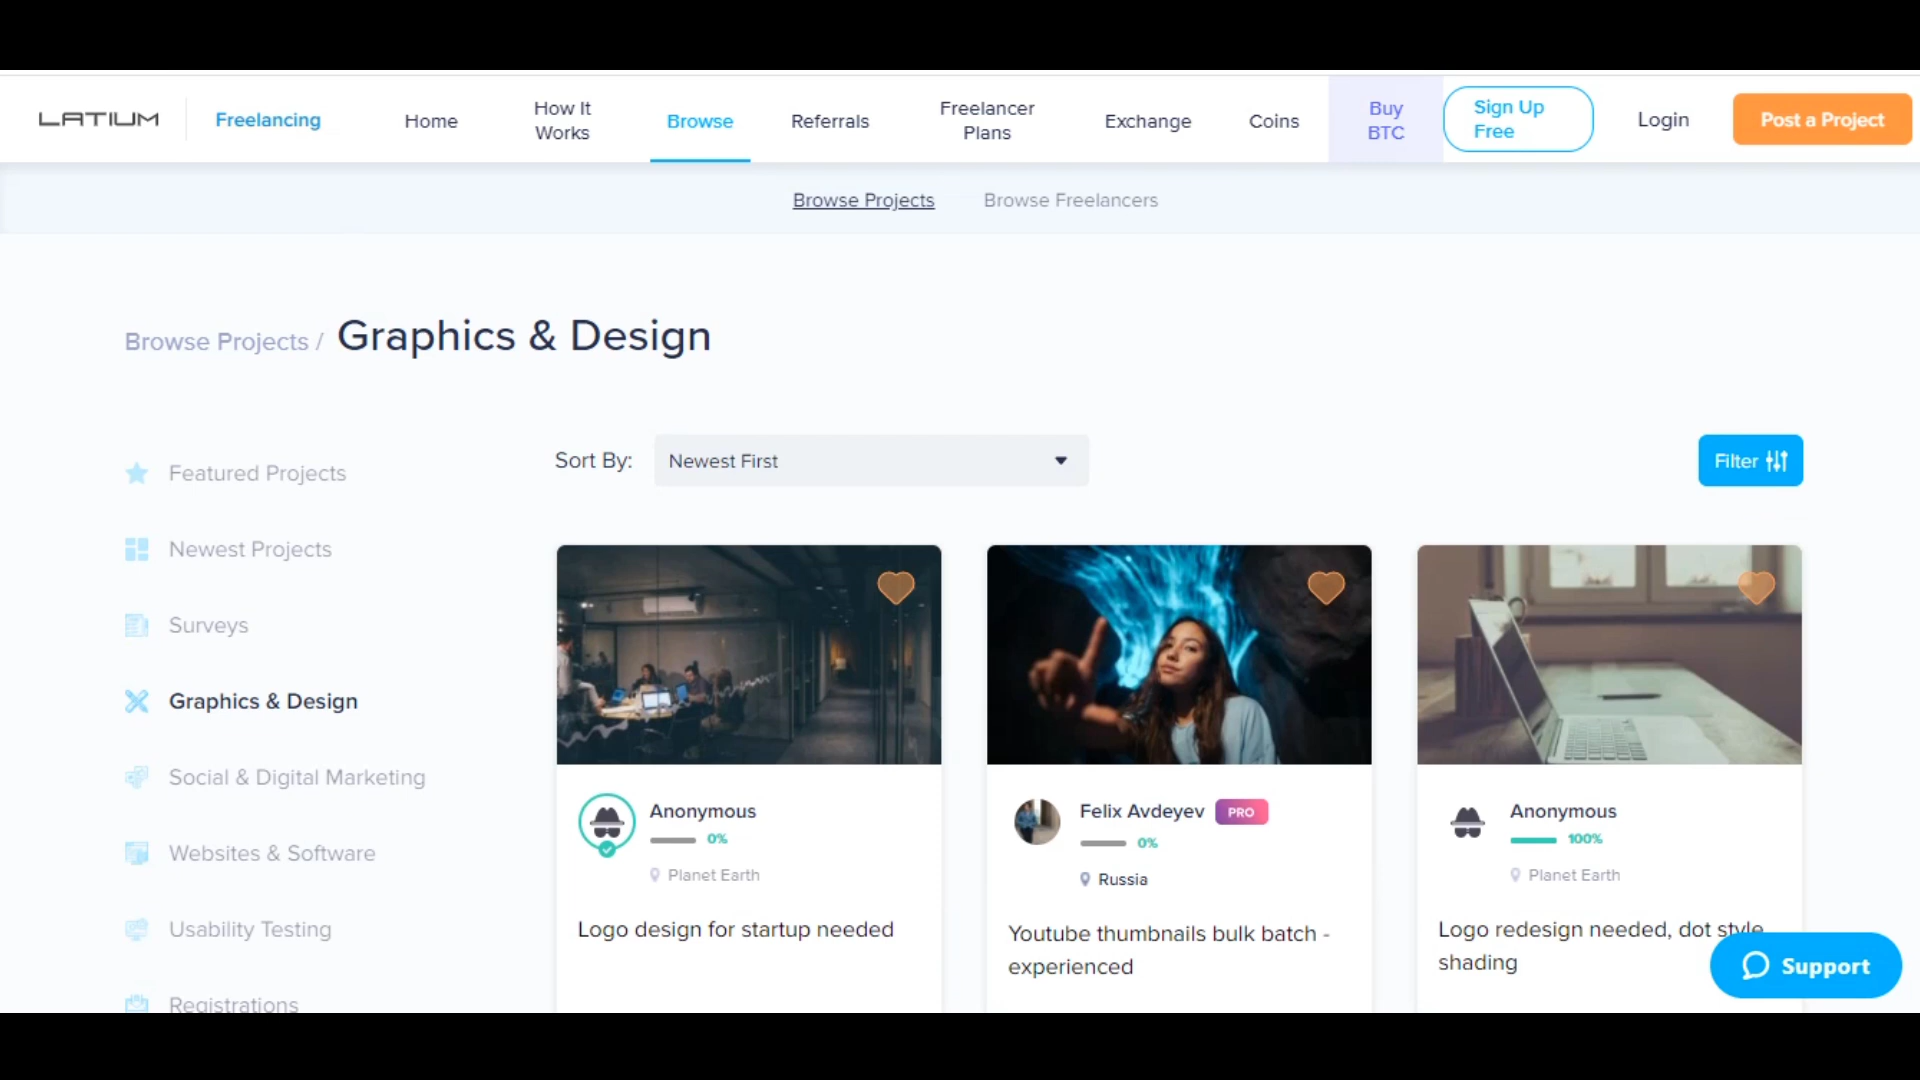 LATIUM
Freelancing
Home
How It
Works
Browse
Referrals
Freelancer
Plans
Exchange
Coins
Buy
BTC
Sign Up
Free
Login
Post a Project
Browse Projects
Browse Freelancers
Browse Projects / Graphics & Design
Featured Projects
Newest Projects
Surveys
Graphics & Design
Social & Digital Marketing
Websites & Software
Usability Testing
Registrations
Sort By:
Newest First
Filter
Anonymous
0%
Planet Earth
Logo design for startup needed
Felix Avdeyev PRO
0%
Russia
Youtube thumbnails bulk batch -
experienced
Anonymous
100%
Planet Earth
Logo redesign needed, dot style
shading
Support